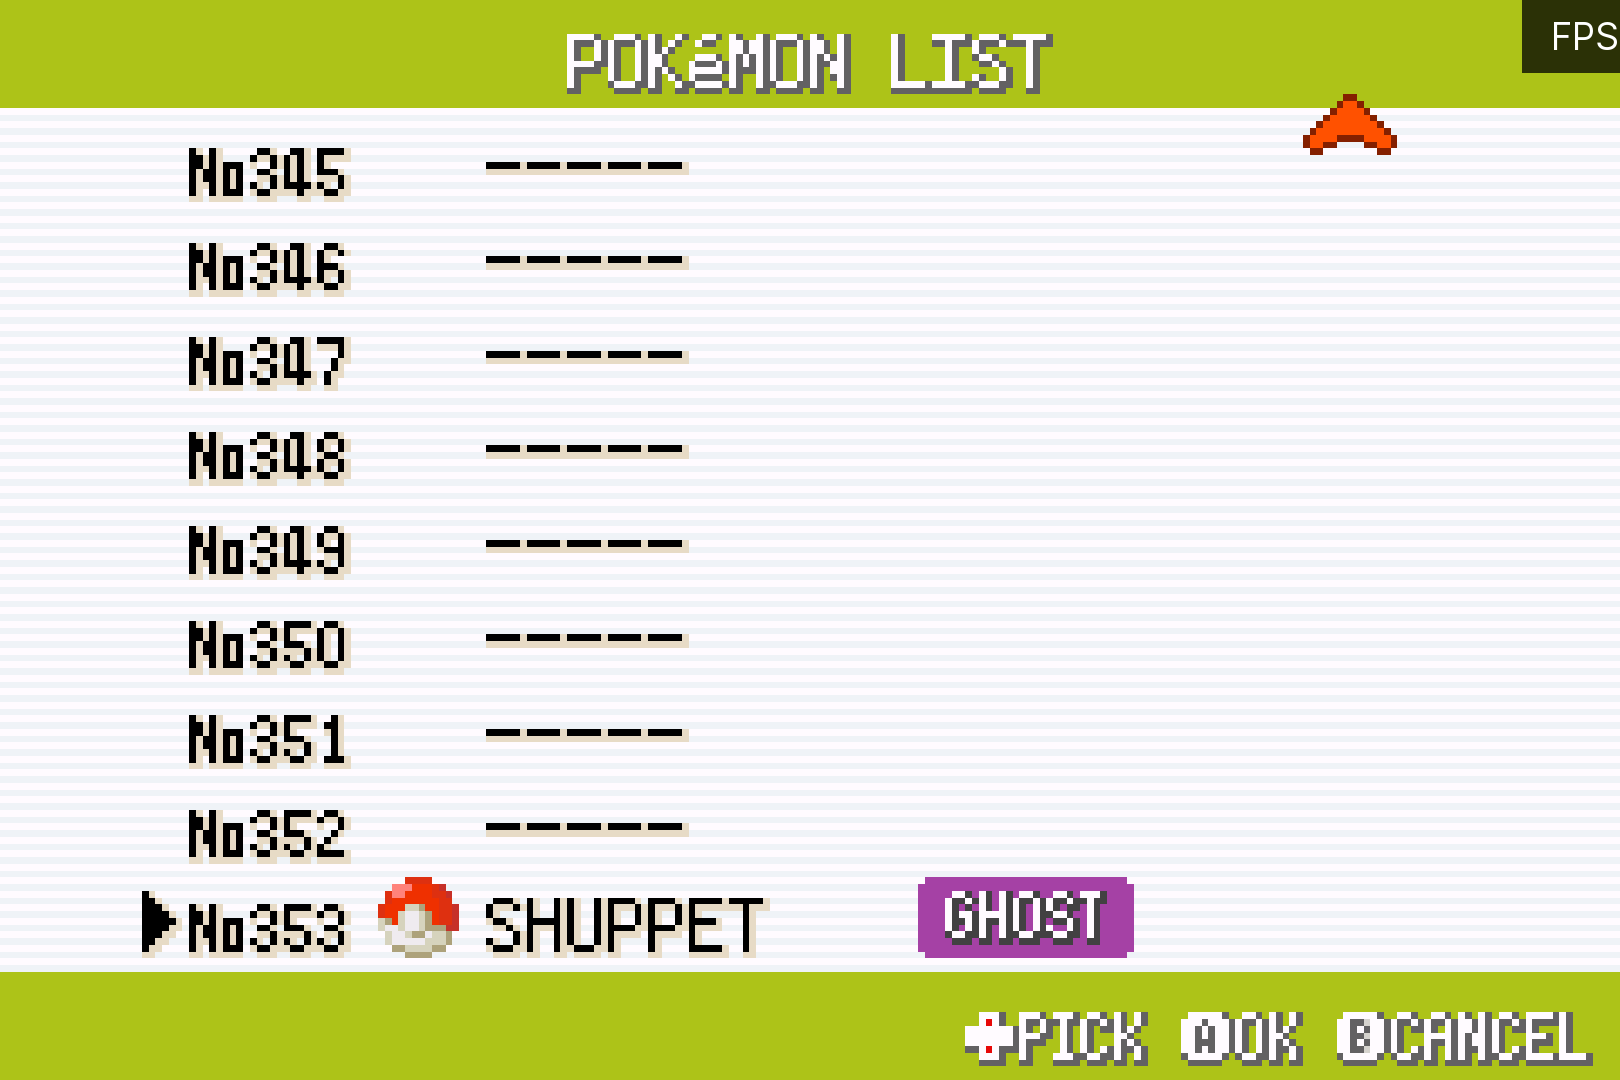 POKéMON LIST
FPS
No345 -----
No346 -----
No347 -----
No348 -----
No349 -----
No350 -----
No351 -----
No352 -----
No353 SHUPPET GHOST
PICK A OK B CANCEL